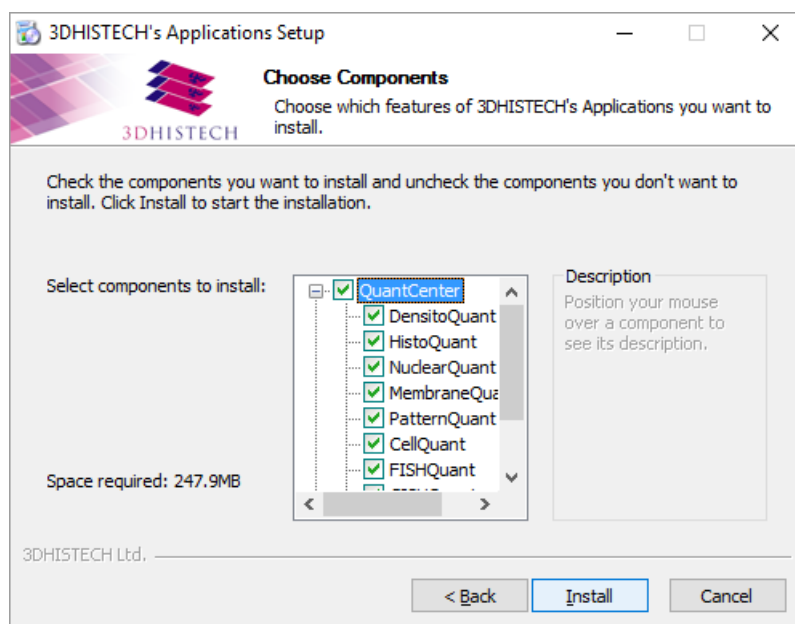 3DHISTECH's Applications Setup
Choose Components
Choose which features of 3DHISTECH's Applications you want to
install.
3DHISTECH
Check the components you want to install and uncheck the components you don't want to
install. Click Install to start the installation.
Select components to install:
QuantCenter
DensitoQuant
HistoQuant
NuclearQuant
MembraneQua
PatternQuant
CellQuant
FISHQuant
Description
Position your mouse
over a component to
see its description.
Space required: 247.9MB
3DHISTECH Ltd.
< Back
Install
Cancel